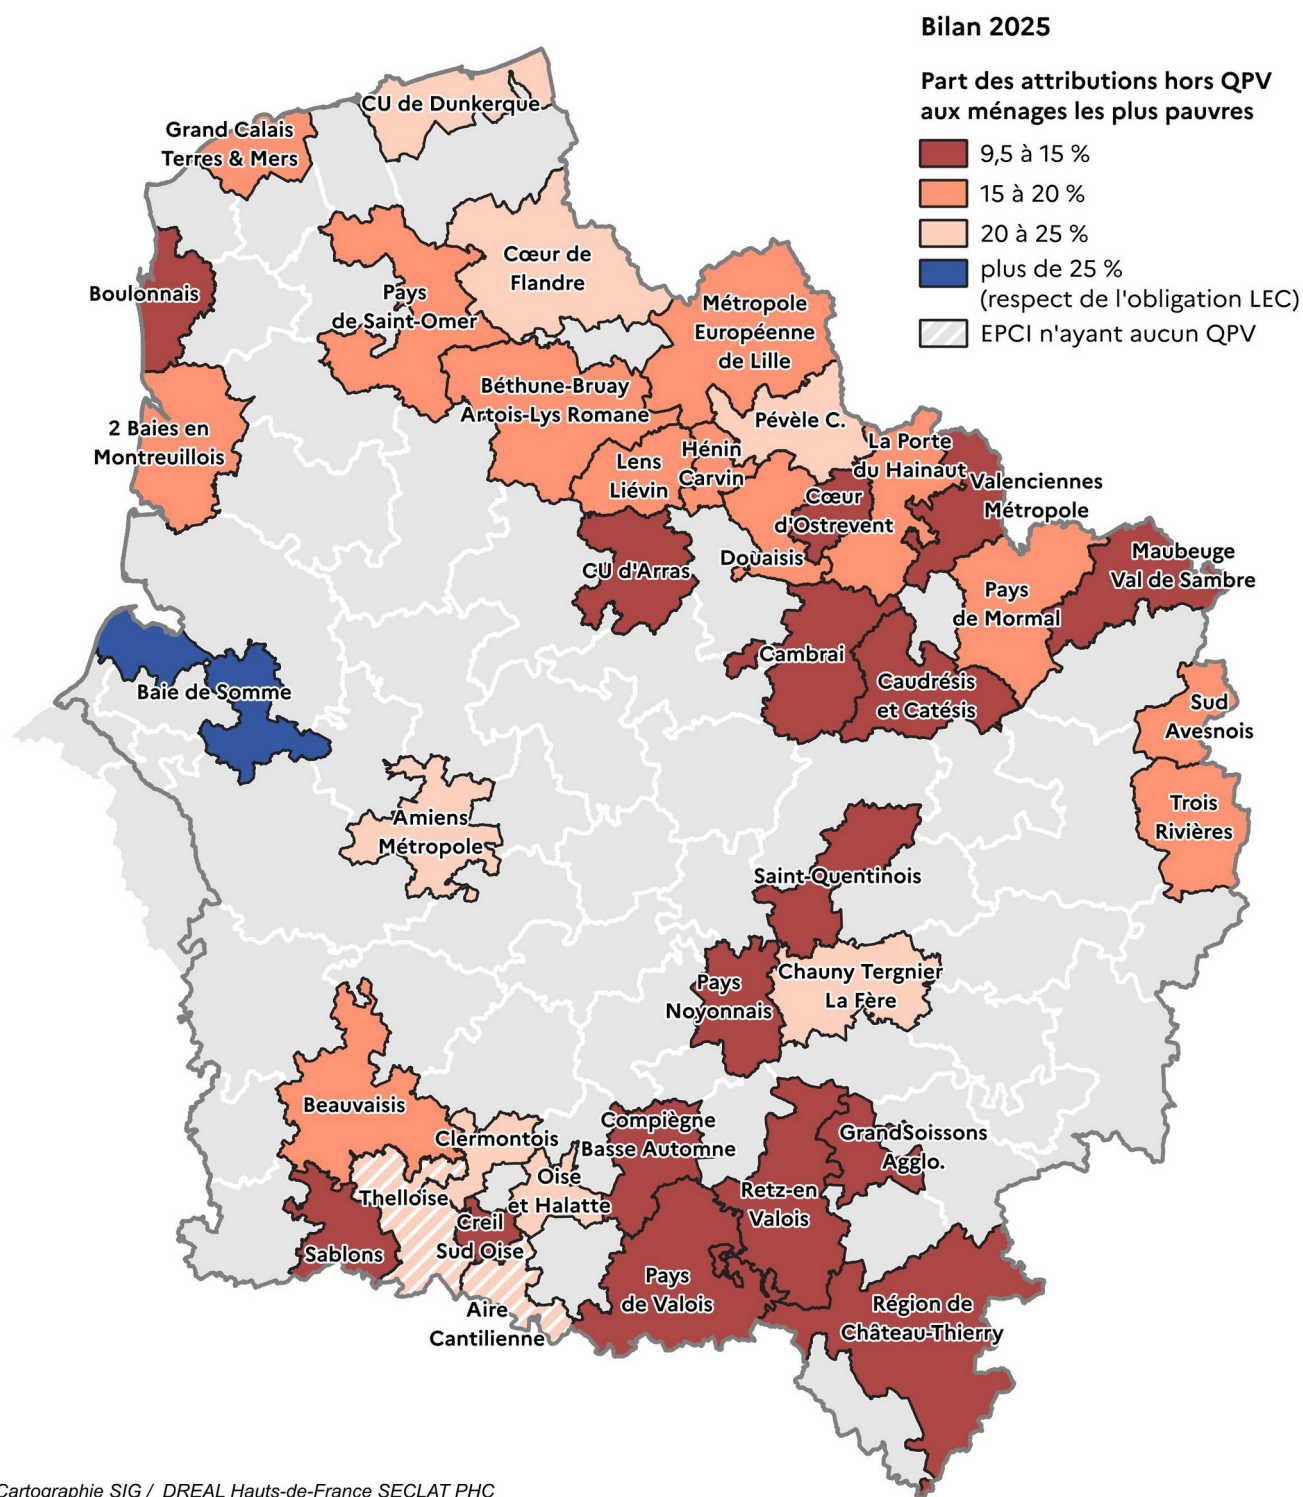 Bilan 2025
Part des attributions hors QPV
aux ménages les plus pauvres
9,5 à 15 %
15 à 20 %
20 à 25 %
plus de 25 %
(respect de l'obligation LEC)
EPCI n'ayant aucun QPV
CU de Dunkerque
Grand Calais
Terres & Mers
Cœur de
Flandre
Boulonnais
Pays
de Saint-Omer
Métropole
Européenne
de Lille
Béthune-Bruay
Artois-Lys Romane
2 Baies en
Montreuillois
Pévèle C.
Lens
Liévin
Hénin
Carvin
La Porte
du Hainaut
Valenciennes
Métropole
Cœur
d'Ostrevent
Douaisis
CU d'Arras
Maubeuge
Val de Sambre
Pays
de Mormal
Cambrai
Caudrésis
et Catésis
Baie de Somme
Sud
Avesnois
Trois
Rivières
Amiens
Métropole
Saint-Quentinois
Chauny Tergnier
La Fère
Pays
Noyonnais
Beauvaisis
Clermontois
Compiègne
Basse Automne
GrandSoissons
Agglo.
Oise
et Halatte
Thelloise
Retz-en
Valois
Creil
Sud Oise
Sablons
Pays
de Valois
Aire
Cantilienne
Région de
Château-Thierry
Cartographie SIG / DREAL Hauts-de-France SECLAT PHC